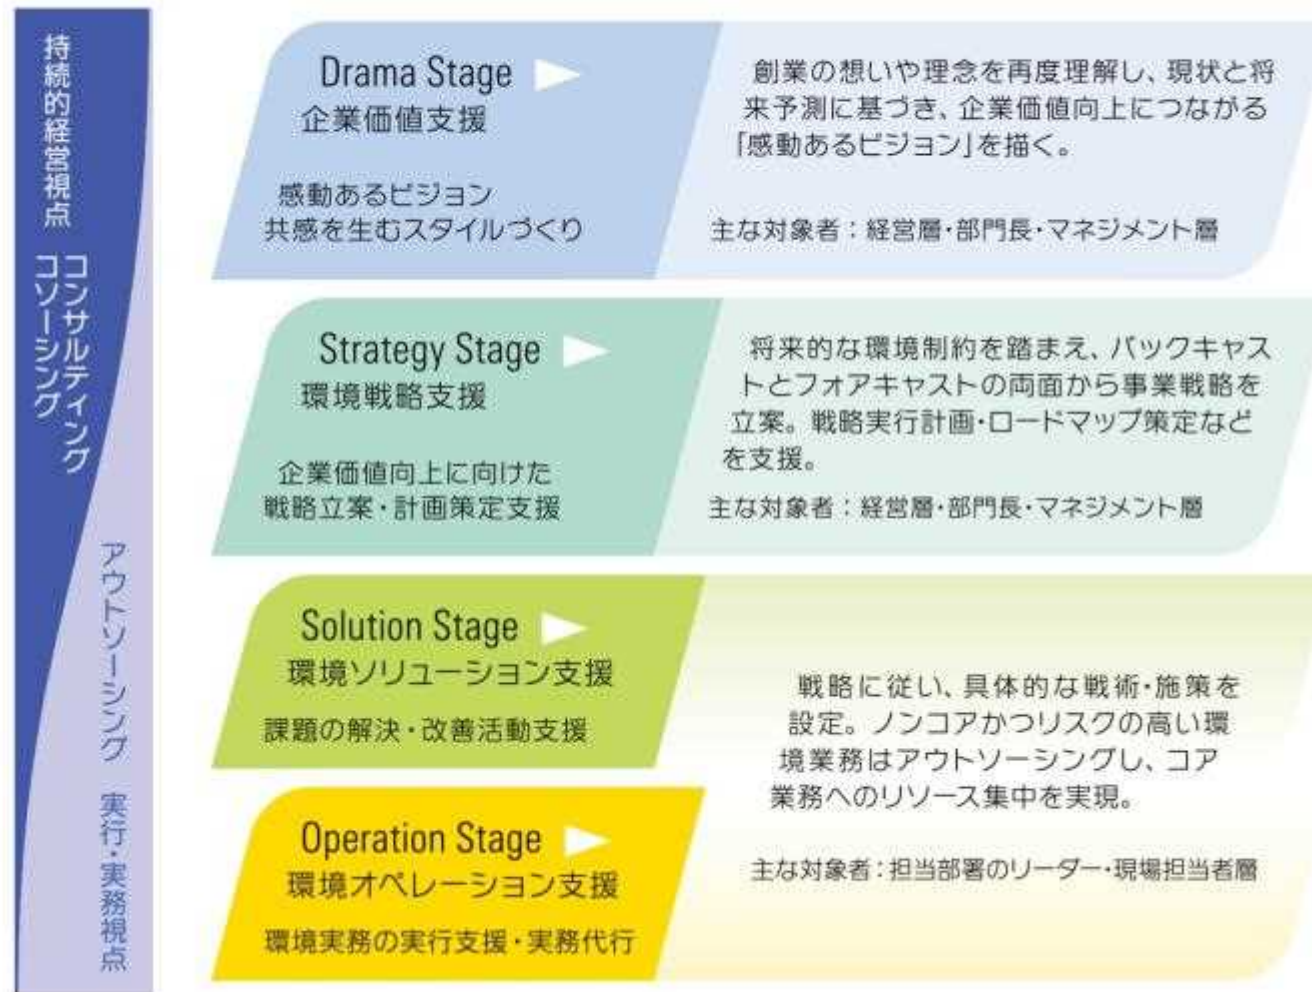 持続的経営視点
コンサルティング
コソーシング
アウトソーシング
実行・実務視点
Drama Stage
企業価値支援
感動あるビジョン
共感を生むスタイルづくり
創業の想いや理念を再度理解し、現状と将
来予測に基づき、企業価値向上につながる
「感動あるビジョン」を描く。
主な対象者：経営層・部門長・マネジメント層
Strategy Stage
環境戦略支援
企業価値向上に向けた
戦略立案・計画策定支援
将来的な環境制約を踏まえ、バックキャス
トとフォアキャストの両面から事業戦略を
立案。戦略実行計画・ロードマップ策定など
を支援。
主な対象者：経営層・部門長・マネジメント層
Solution Stage
環境ソリューション支援
課題の解決・改善活動支援
Operation Stage
環境オペレーション支援
環境実務の実行支援・実務代行
戦略に従い、具体的な戦術・施策を
設定。ノンコアかつリスクの高い環
境業務はアウトソーシングし、コア
業務へのリソース集中を実現。
主な対象者：担当部署のリーダー・現場担当者層